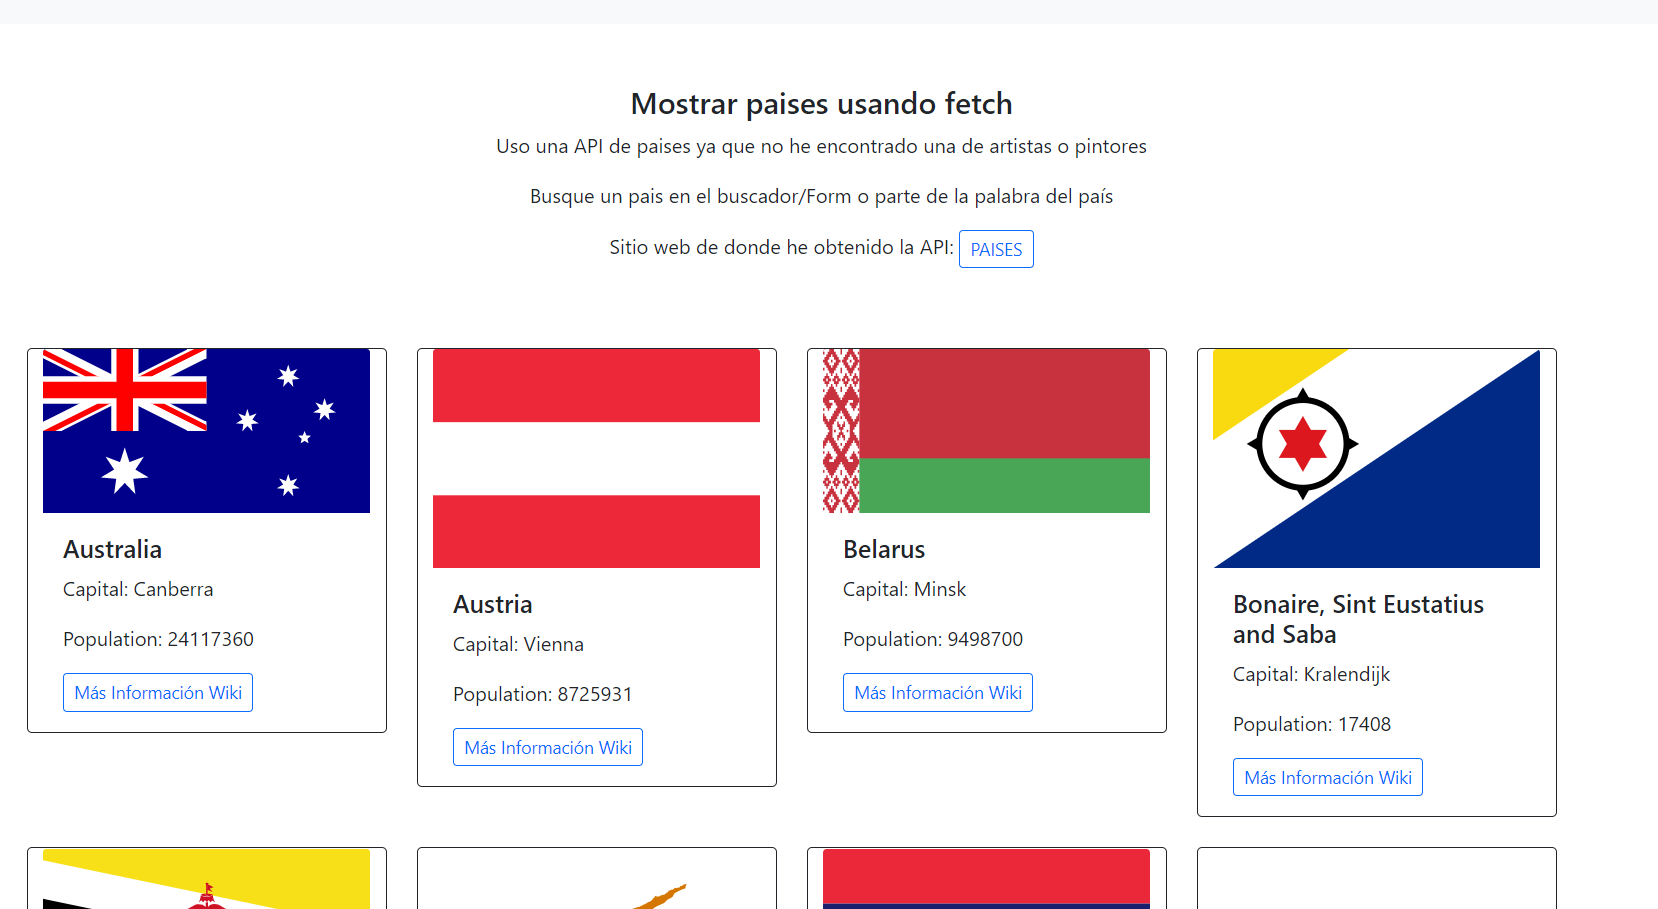 Mostrar paises usando fetch
Uso una API de paises ya que no he encontrado una de artistas o pintores
Busque un pais en el buscador/Form o parte de la palabra del país
Sitio web de donde he obtenido la API: PAISES
Australia
Capital: Canberra
Population: 24117360
Más Información Wiki
Austria
Capital: Vienna
Population: 8725931
Más Información Wiki
Belarus
Capital: Minsk
Population: 9498700
Más Información Wiki
Bonaire, Sint Eustatius
and Saba
Capital: Kralendijk
Population: 17408
Más Información Wiki